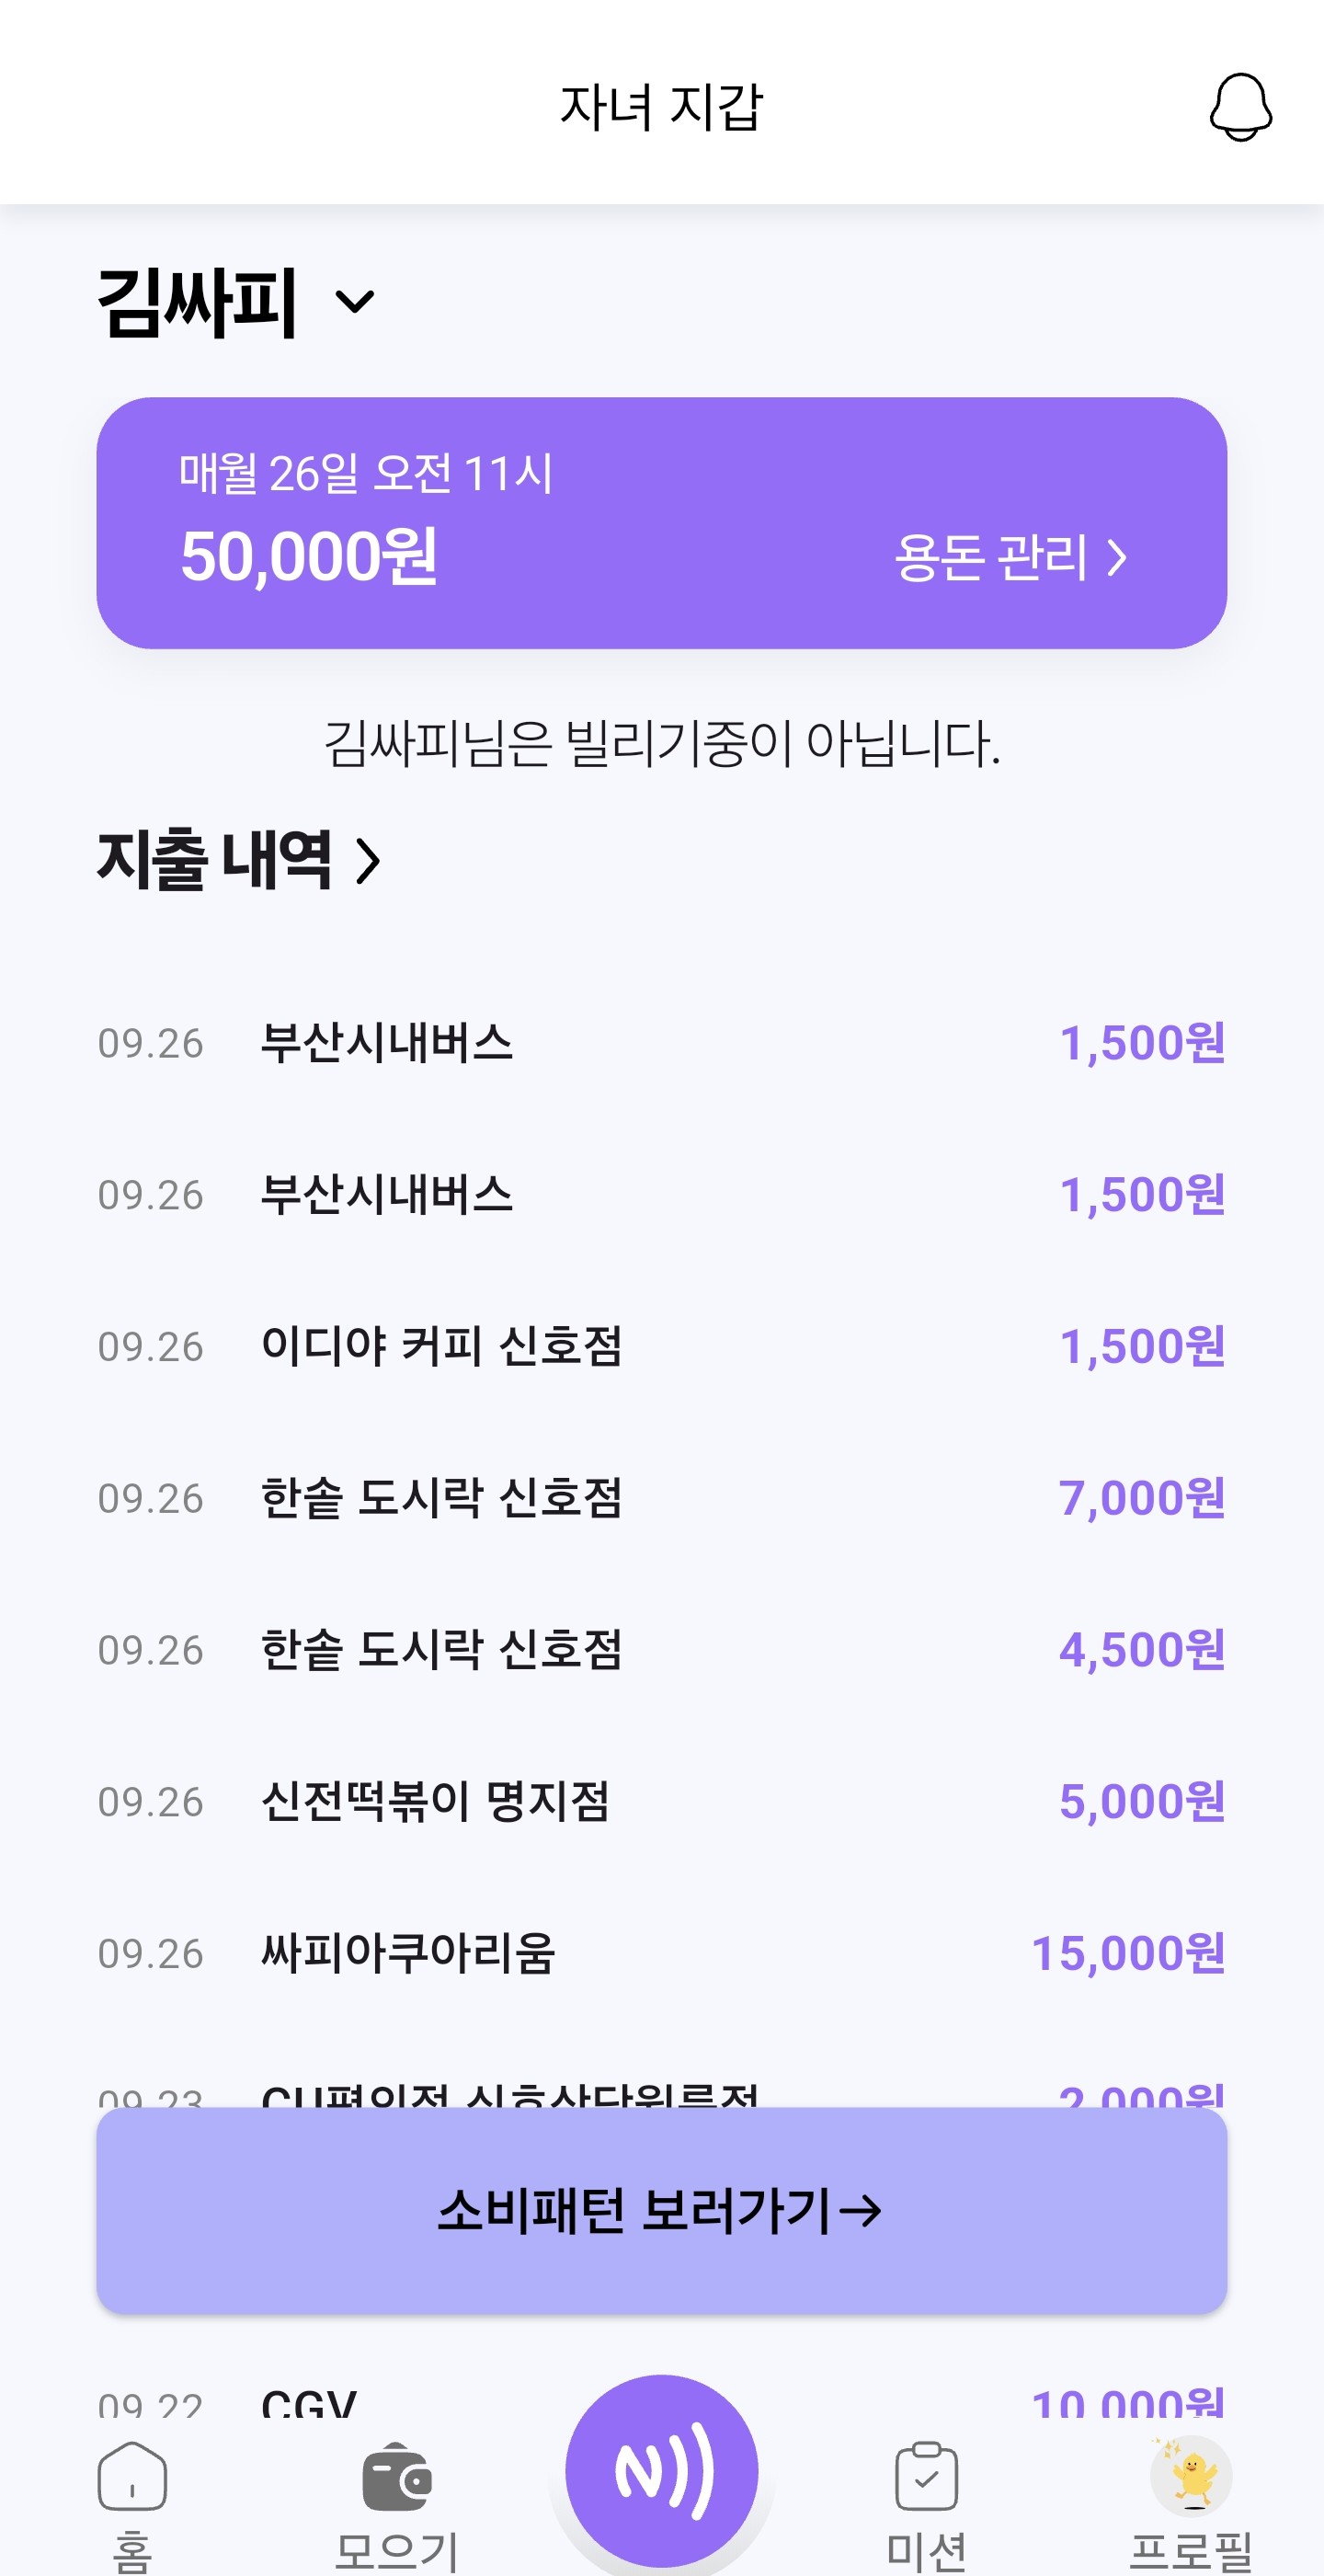 자녀 지갑
김싸피
매월 26일 오전 11시
50,000원
용돈 관리
김싸피님은 빌리기중이 아닙니다.
지출 내역
09.26 부산시내버스 1,500원
09.26 부산시내버스 1,500원
09.26 이디야 커피 신호점 1,500원
09.26 한솥 도시락 신호점 7,000원
09.26 한솥 도시락 신호점 4,500원
09.26 신전떡볶이 명지점 5,000원
09.26 싸피아쿠아리움 15,000원
09.23 CU편의점 2,000원
소비패턴 보러가기→
09.22 CGV 10,000원
홈 모으기 미션 프로필